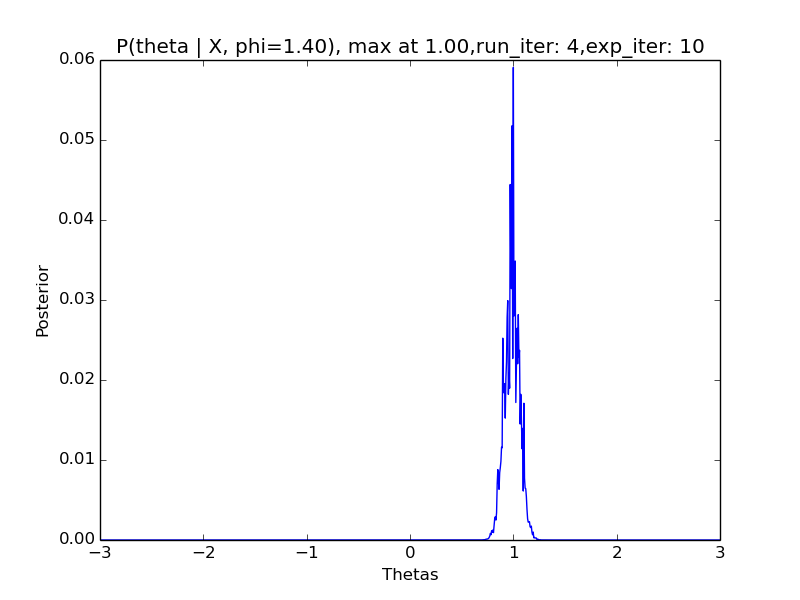 P(theta | X, phi=1.40), max at 1.00,run_iter: 4,exp_iter: 10
0.06
0.05
0.04
0.03
0.02
0.01
0.00
Posterior
−3 −2 −1 0 1 2 3
Thetas